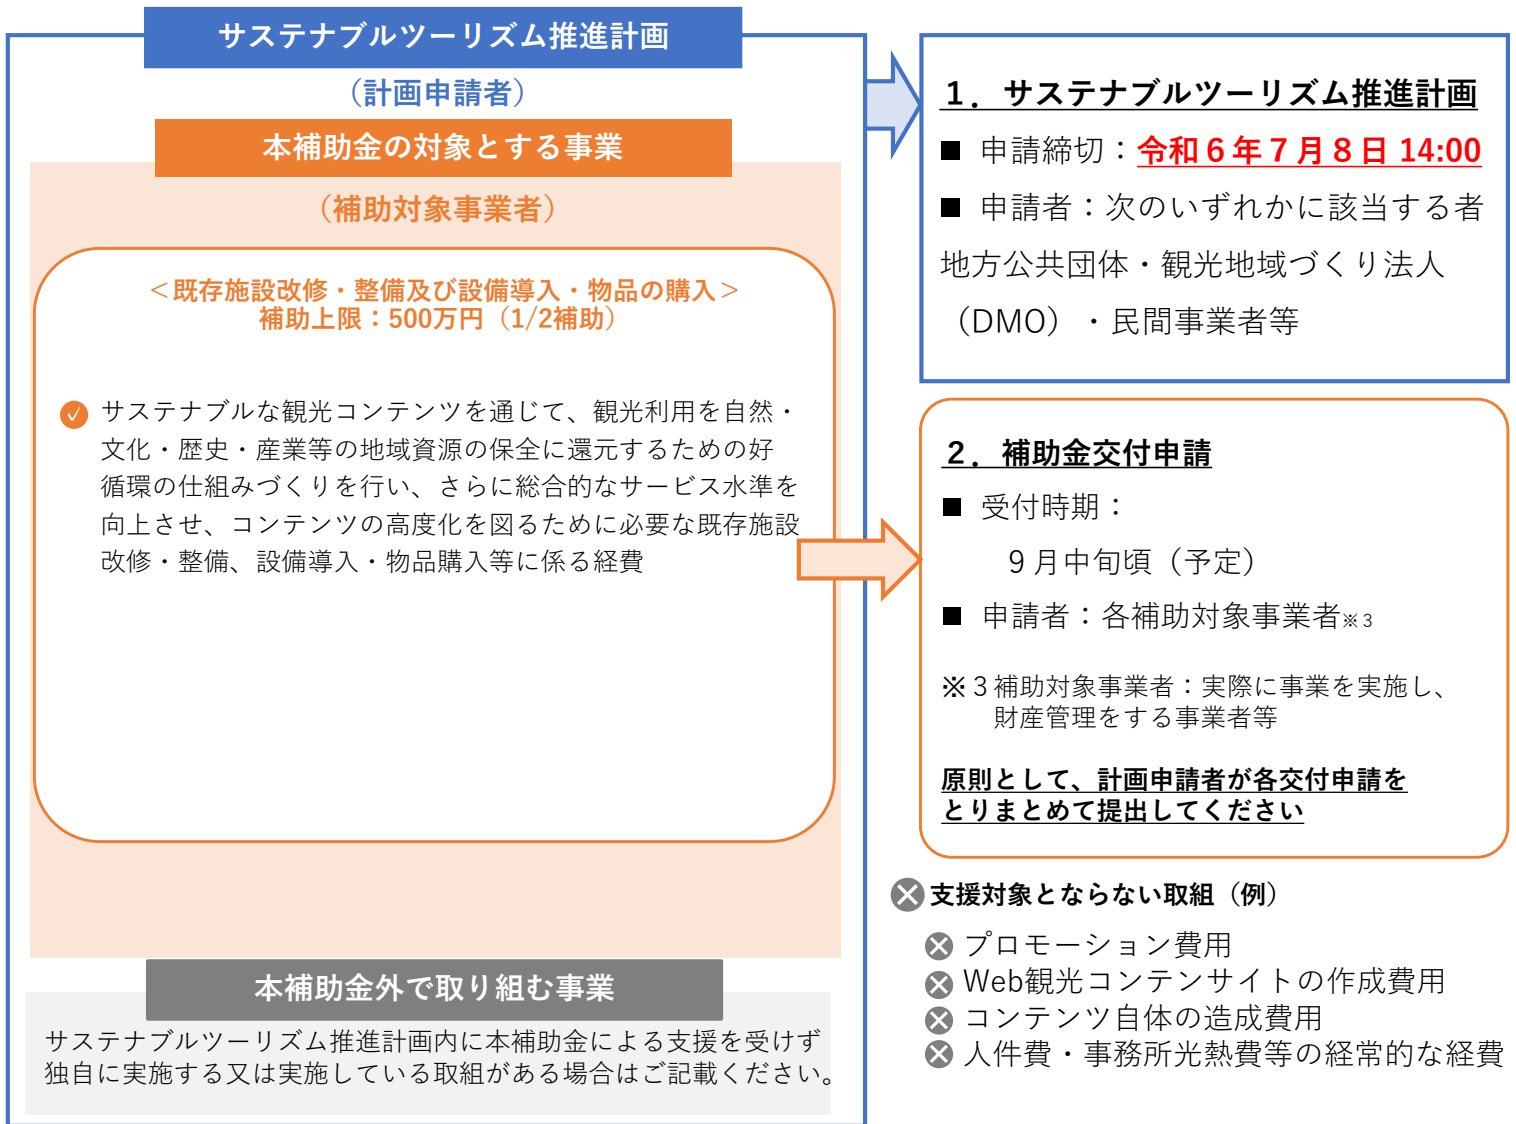 サステナブルツーリズム推進計画
（計画申請者）
本補助金の対象とする事業
（補助対象事業者）
＜既存施設改修・整備及び設備導入・物品の購入＞
補助上限：500万円（1/2補助）
サステナブルな観光コンテンツを通じて、観光利用を自然・
文化・歴史・産業等の地域資源の保全に還元するための好
循環の仕組みづくりを行い、さらに総合的なサービス水準を
向上させ、コンテンツの高度化を図るために必要な既存施設
改修・整備、設備導入・物品購入等に係る経費
本補助金外で取り組む事業
サステナブルツーリズム推進計画内に本補助金による支援を受けず
独自に実施する又は実施している取組がある場合はご記載ください。
１．サステナブルツーリズム推進計画
■ 申請締切：令和６年７月８日 14:00
■ 申請者：次のいずれかに該当する者
地方公共団体・観光地域づくり法人
（DMO）・民間事業者等
２．補助金交付申請
■ 受付時期：
９月中旬頃（予定）
■ 申請者：各補助対象事業者※３
※３補助対象事業者：実際に事業を実施し、
財産管理をする事業者等
原則として、計画申請者が各交付申請を
とりまとめて提出してください
支援対象とならない取組（例）
プロモーション費用
Web観光コンテンサイトの作成費用
コンテンツ自体の造成費用
人件費・事務所光熱費等の経常的な経費